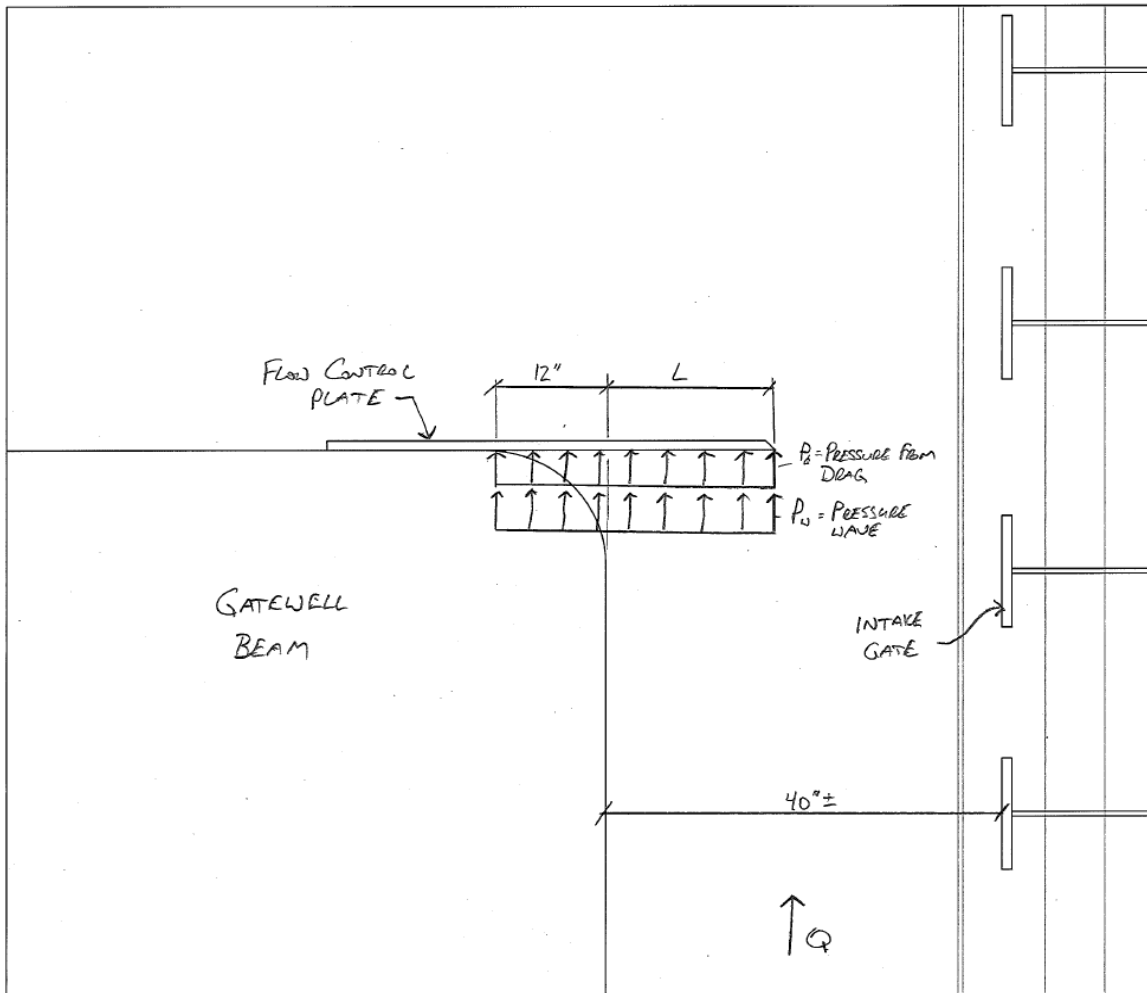 FLOW CONTROL
PLATE
12"
L
Pd = PRESSURE FROM
DRAG
Pw = PRESSURE
WAVE
GATEWELL
BEAM
INTAKE
GATE
40"±
Q